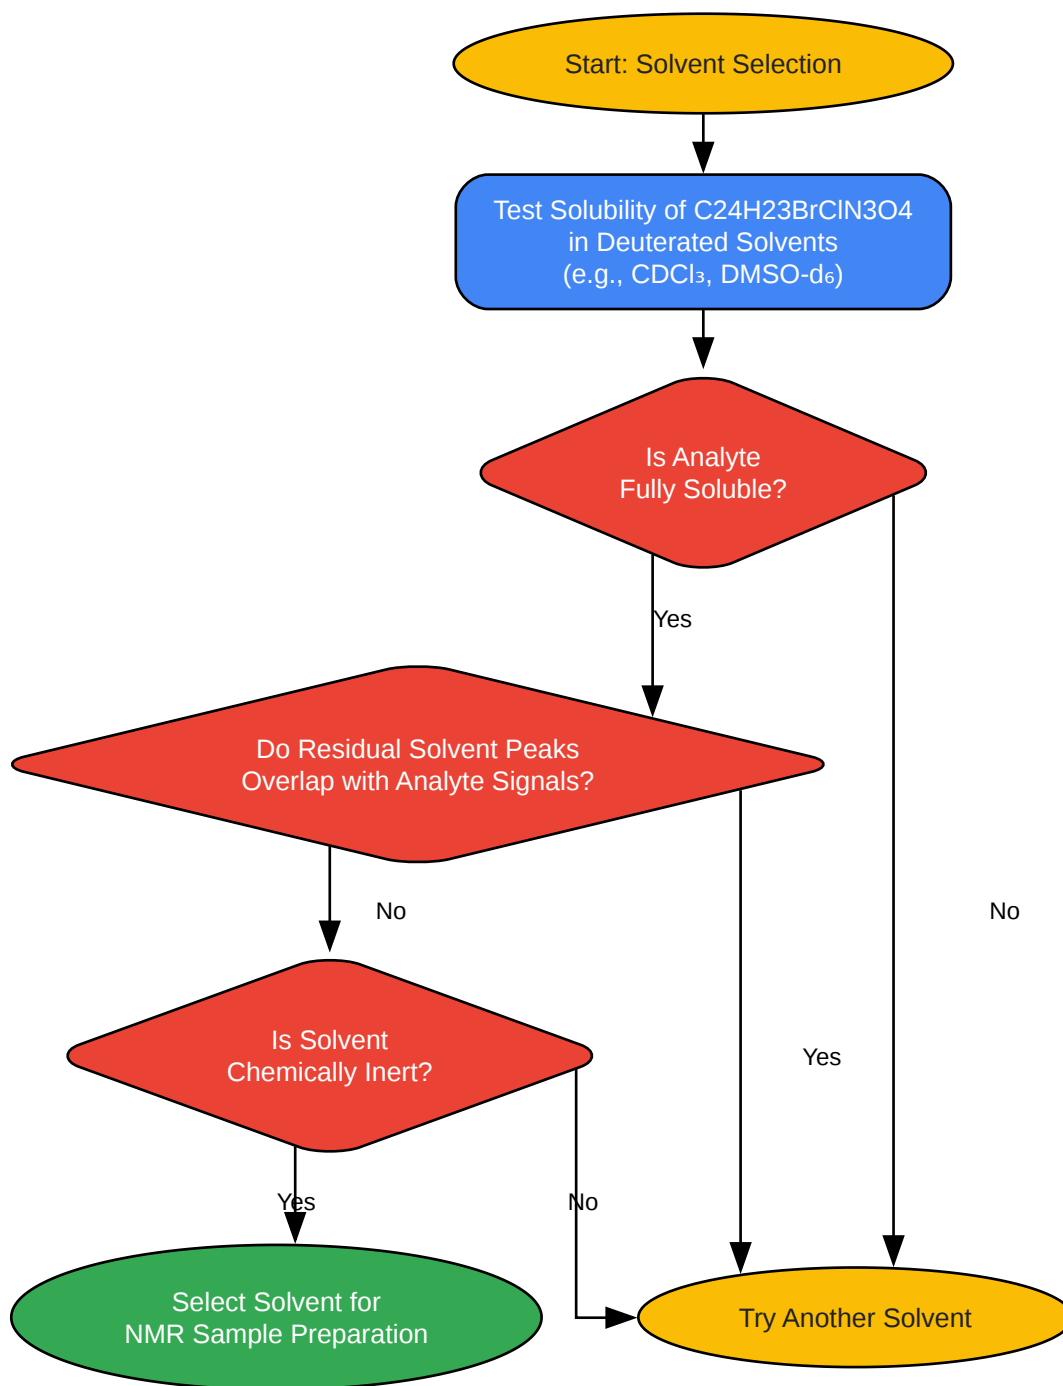 Start: Solvent Selection
Test Solubility of C24H23BrClN3O4
in Deuterated Solvents
(e.g., CDCl₃, DMSO-d₆)
Is Analyte
Fully Soluble?
Yes
Do Residual Solvent Peaks
Overlap with Analyte Signals?
No
No
Is Solvent
Chemically Inert?
Yes
Yes
No
Select Solvent for
NMR Sample Preparation
Try Another Solvent